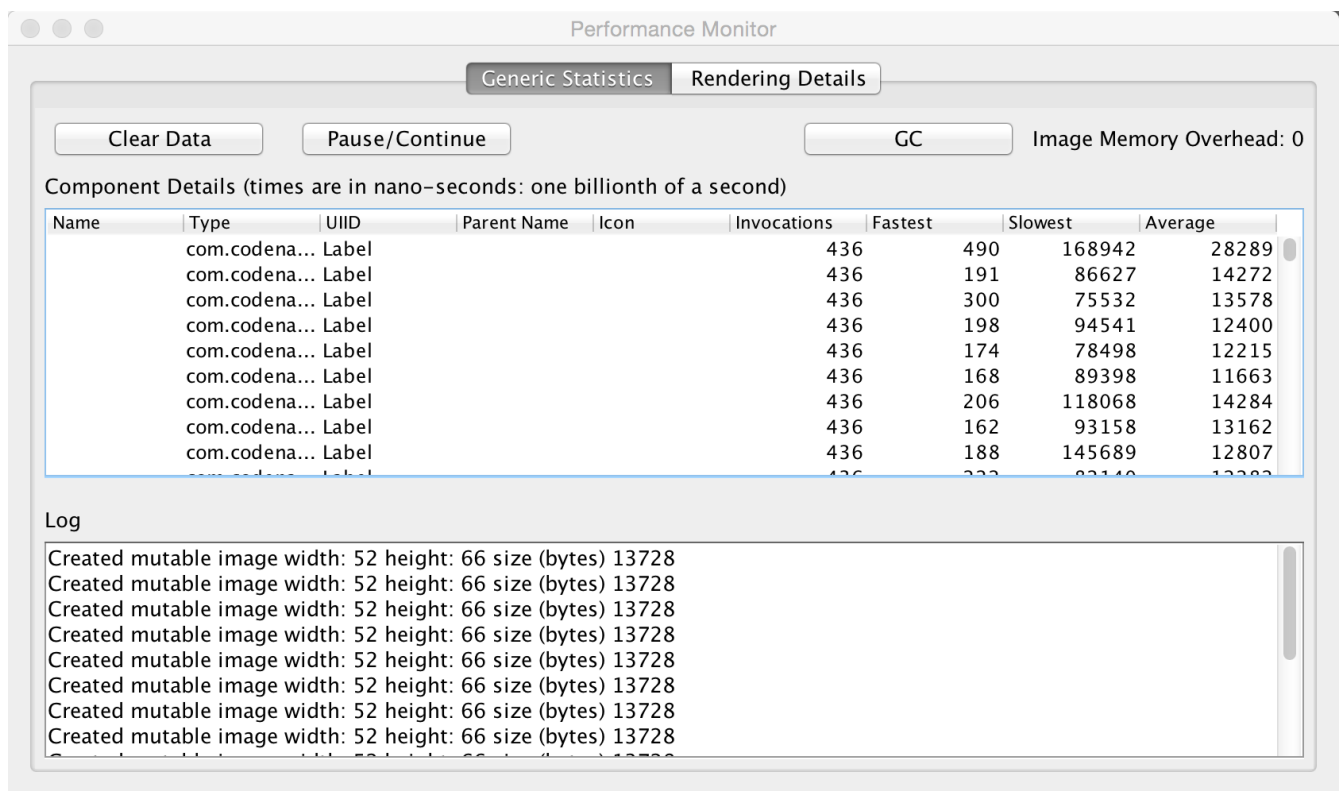 Performance Monitor
Generic Statistics Rendering Details
Clear Data Pause/Continue GC Image Memory Overhead: 0
Component Details (times are in nano-seconds: one billionth of a second)
Name Type UIID Parent Name Icon Invocations Fastest Slowest Average
com.codena... Label 436 490 168942 28289
com.codena... Label 436 191 86627 14272
com.codena... Label 436 300 75532 13578
com.codena... Label 436 198 94541 12400
com.codena... Label 436 174 78498 12215
com.codena... Label 436 168 89398 11663
com.codena... Label 436 206 118068 14284
com.codena... Label 436 162 93158 13162
com.codena... Label 436 188 145689 12807
Log
Created mutable image width: 52 height: 66 size (bytes) 13728
Created mutable image width: 52 height: 66 size (bytes) 13728
Created mutable image width: 52 height: 66 size (bytes) 13728
Created mutable image width: 52 height: 66 size (bytes) 13728
Created mutable image width: 52 height: 66 size (bytes) 13728
Created mutable image width: 52 height: 66 size (bytes) 13728
Created mutable image width: 52 height: 66 size (bytes) 13728
Created mutable image width: 52 height: 66 size (bytes) 13728